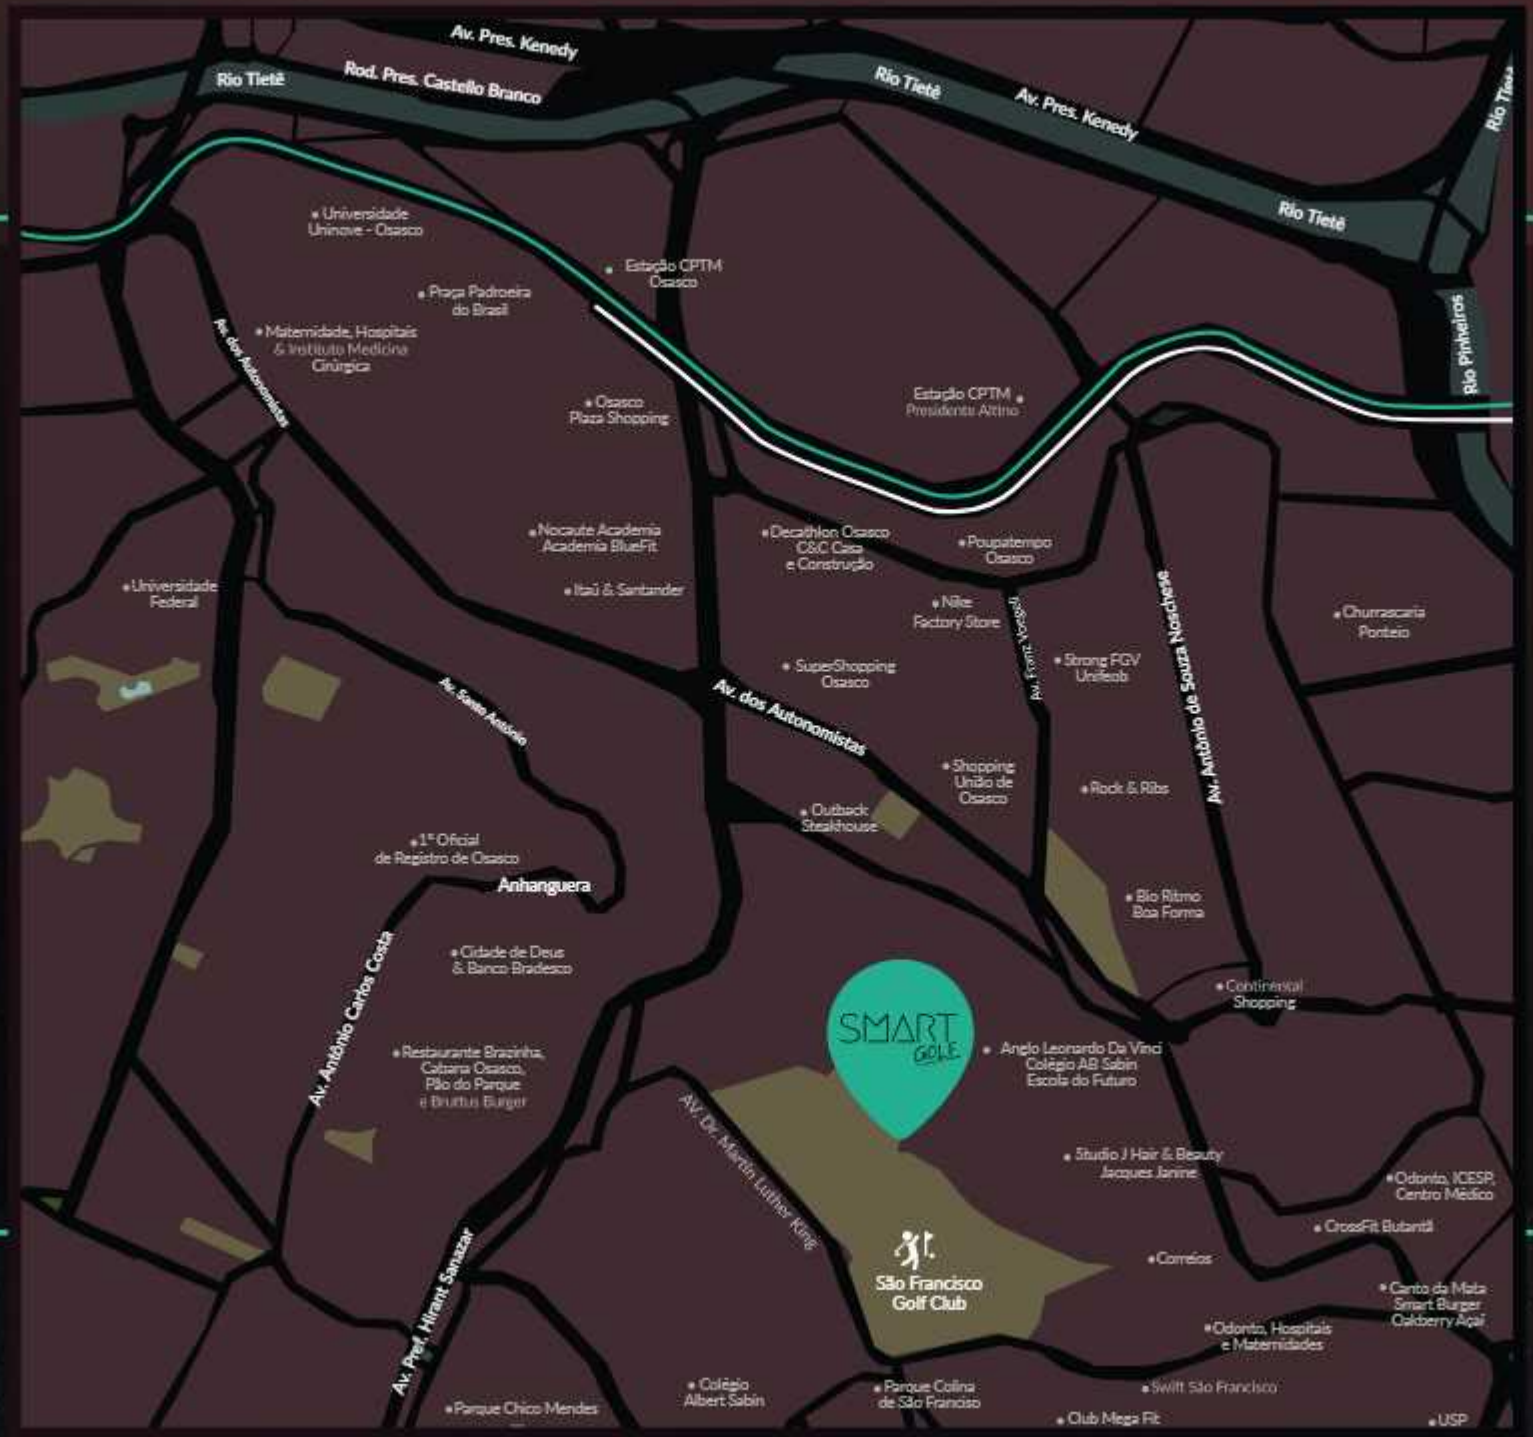 Av. Pres. Kenedy
Rod. Pres. Castello Branco
Rio Tietê
Rio Tietê
Av. Pres. Kenedy
Rio Tietê
Universidade
Uninove - Osasco
Estação CPTM
Osasco
Praça Padroeira
do Brasil
Maternidade, Hospitais
& Instituto Medicina
Cirúrgica
Av. dos Autonomistas
Rio Pinheiros
Osasco
Plaza Shopping
Estação CPTM
Presidente Altino
Nocaute Academia
Academia BlueFit
Decathlon Osasco
C&C Casa
e Construção
Poupatempo
Osasco
Universidade
Federal
Itaú & Santander
Nike
Factory Store
Churrascaria
Ponteio
Av. Franz Voegeli
Av. Antônio de Souza Noschese
SuperShopping
Osasco
Strong FGV
Unifeob
Av. Santo Antônio
Av. dos Autonomistas
Shopping
União de
Osasco
Rock & Ribs
Outback
Steakhouse
1º Oficial
de Registro de Osasco
Anhanguera
Bio Ritmo
Boa Forma
Cidade de Deus
& Banco Bradesco
Av. Antônio Carlos Costa
Continental
Shopping
SMART
GOLF
Anglo Leonardo Da Vinci
Colégio AB Sabin
Escola do Futuro
Restaurante Brazinha,
Cabana Osasco,
Pão do Parque
e Bruttus Burger
AV. Dr. Martin Luther King
Studio J Hair & Beauty
Jacques Janine
Odonto, ICESP,
Centro Médico
CrossFit Butantã
Correios
São Francisco
Golf Club
Canto da Mata
Smart Burger
Oakberry Açaí
Av. Pref. Hirant Sanazar
Odonto, Hospitais
e Maternidades
Colégio
Albert Sabin
Parque Colina
de São Franciso
Swift São Francisco
Parque Chico Mendes
Club Mega Fit
USP